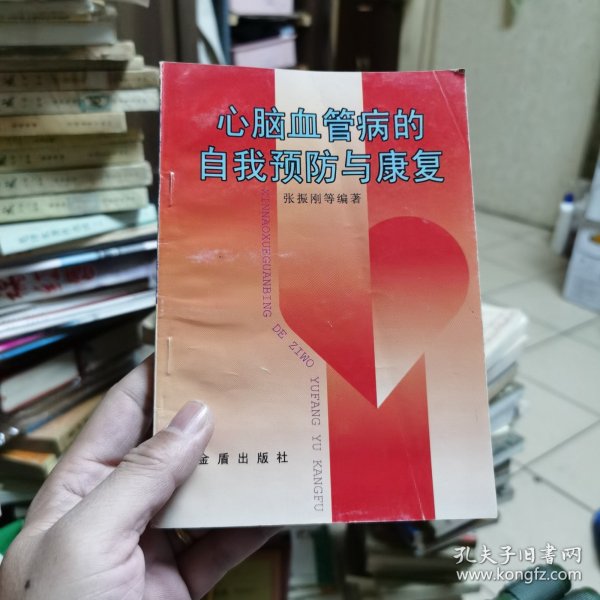 心脑血管病的
自我预防与康复
张振刚等编著
XINNAOXUEGUANBING DE ZIWO YUFANG YU KANGFU
金盾出版社
孔夫子旧书网
www.kongfz.com